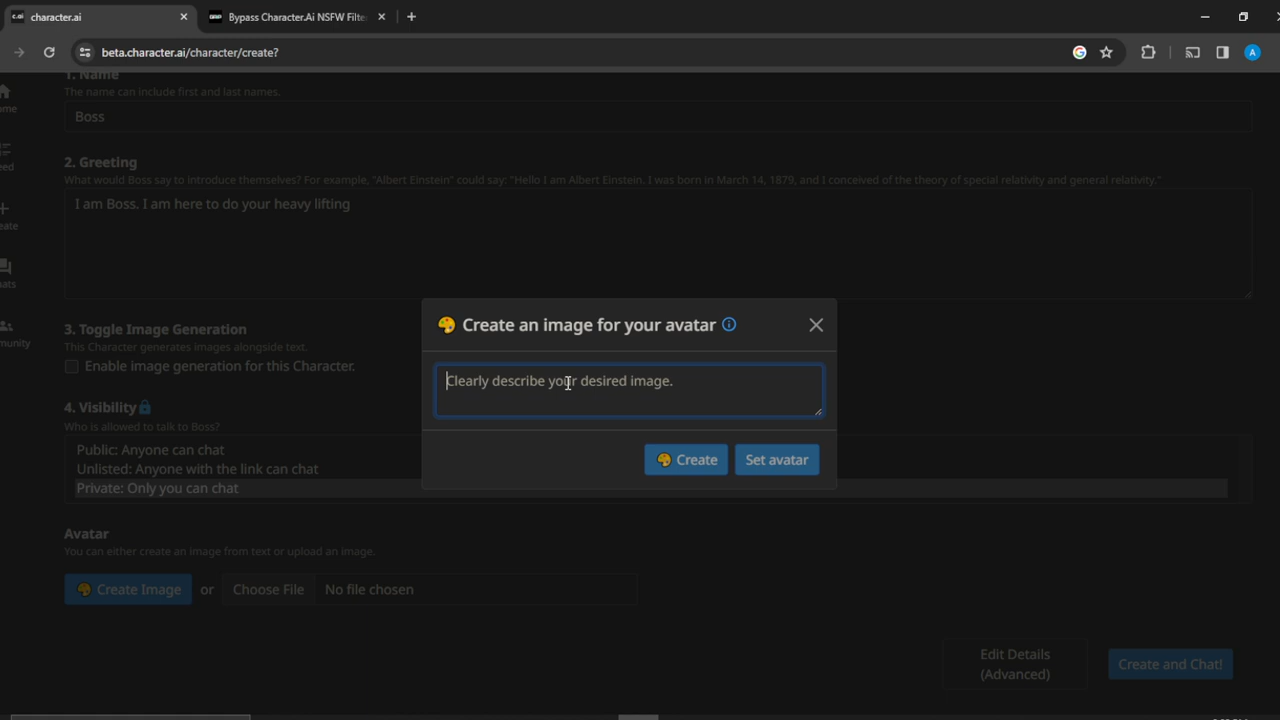 character.ai
Bypass Character.Ai NSFW Filte
beta.character.ai/character/create?
A
1. Name
The name can include first and last names.
Boss
2. Greeting
What would Boss say to introduce themselves? For example, "Albert Einstein" could say: "Hello I am Albert Einstein. I was born in March 14, 1879, and I conceived of the theory of special relativity and general relativity."
I am Boss. I am here to do your heavy lifting
Create an image for your avatar
Clearly describe your desired image.
Create
Set avatar
3. Toggle Image Generation
This Character generates images alongside text.
Enable image generation for this Character.
4. Visibility
Who is allowed to talk to Boss?
Public: Anyone can chat
Unlisted: Anyone with the link can chat
Private: Only you can chat
Avatar
You can either create an image from text or upload an image.
Create Image or Choose File No file chosen
Edit Details
(Advanced)
Create and Chat!